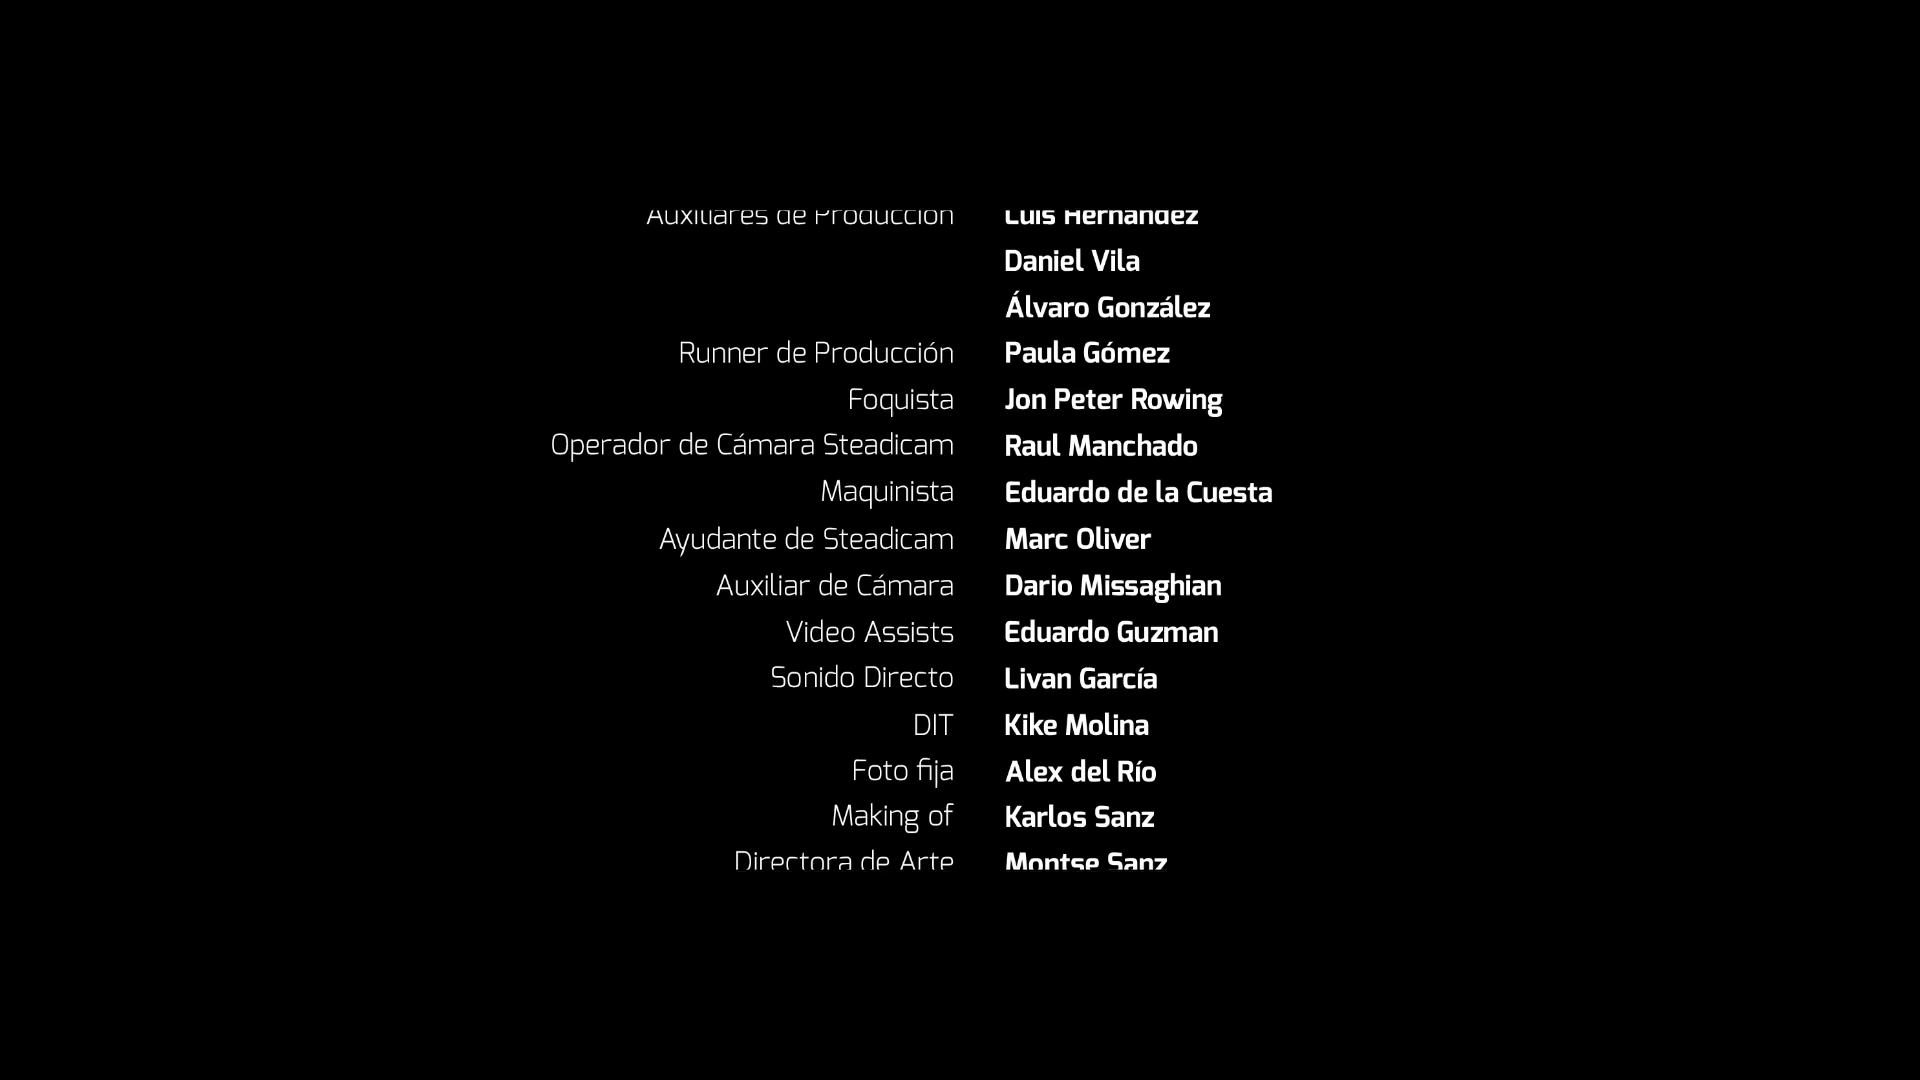 Auxiliares de Producción Luis Hernández
Daniel Vila
Álvaro González
Runner de Producción Paula Gómez
Foquista Jon Peter Rowing
Operador de Cámara Steadicam Raul Manchado
Maquinista Eduardo de la Cuesta
Ayudante de Steadicam Marc Oliver
Auxiliar de Cámara Dario Missaghian
Video Assists Eduardo Guzman
Sonido Directo Livan García
DIT Kike Molina
Foto fija Alex del Río
Making of Karlos Sanz
Directora de Arte Montse Sanz